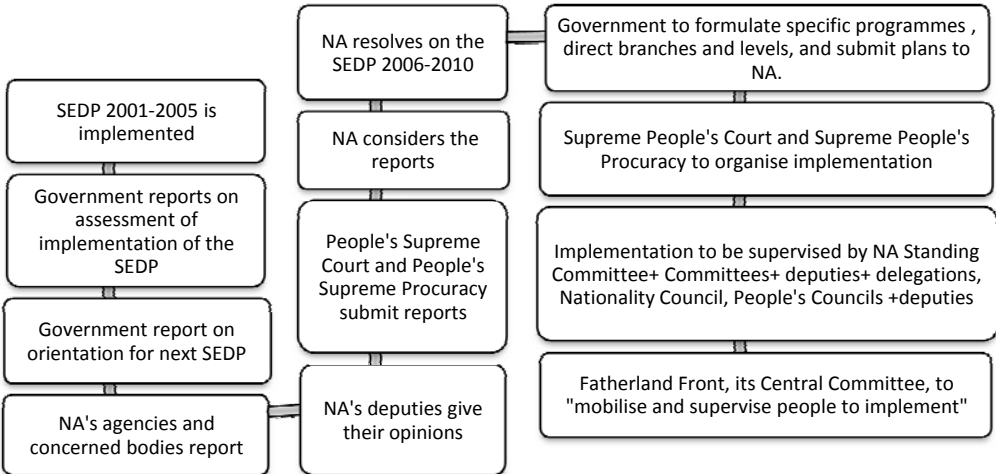 SEDP 2001-2005 is
implemented
Government reports on
assessment of
implementation of the
SEDP
Government report on
orientation for next SEDP
NA's agencies and
concerned bodies report
NA's deputies give
their opinions
People's Supreme
Court and People's
Supreme Procuracy
submit reports
NA considers the
reports
NA resolves on the
SEDP 2006-2010
Government to formulate specific programmes ,
direct branches and levels, and submit plans to
NA.
Supreme People's Court and Supreme People's
Procuracy to organise implementation
Implementation to be supervised by NA Standing
Committee+ Committees+ deputies+ delegations,
Nationality Council, People's Councils +deputies
Fatherland Front, its Central Committee, to
"mobilise and supervise people to implement"